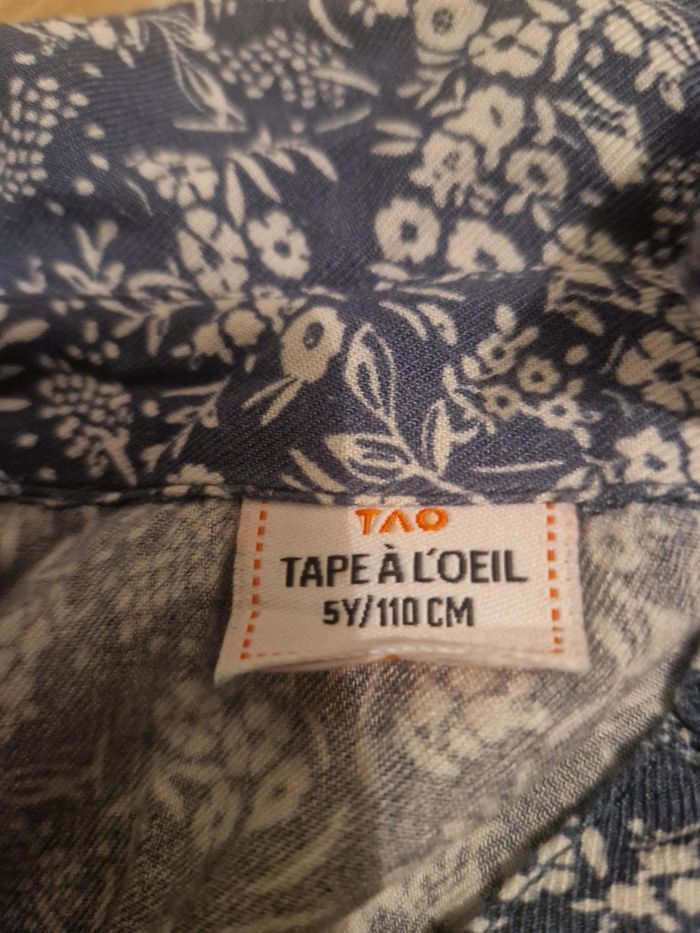 TAO
TAPE À L'OEIL
5Y/110 CM